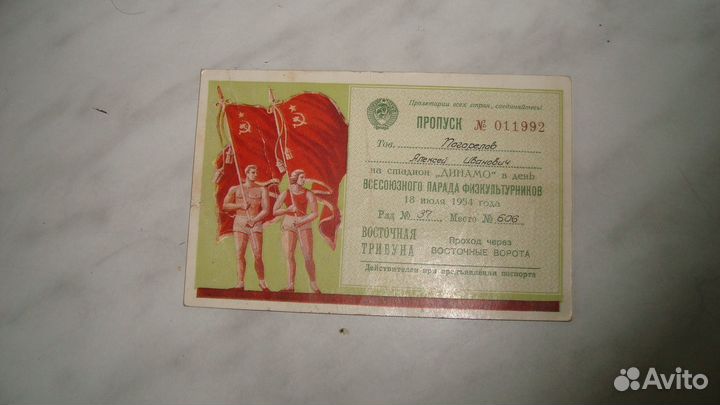 Пролетарии всех стран, соединяйтесь!
ПРОПУСК № 011992
Тов. Погорелов
Алексей Иванович
на стадион „ДИНАМО" в день
ВСЕСОЮЗНОГО ПАРАДА ФИЗКУЛЬТУРНИКОВ
18 июля 1954 года
Ряд № 37 Место № 606
ВОСТОЧНАЯ ТРИБУНА
Проход через ВОСТОЧНЫЕ ВОРОТА
Действителен при предъявлении паспорта
Avito